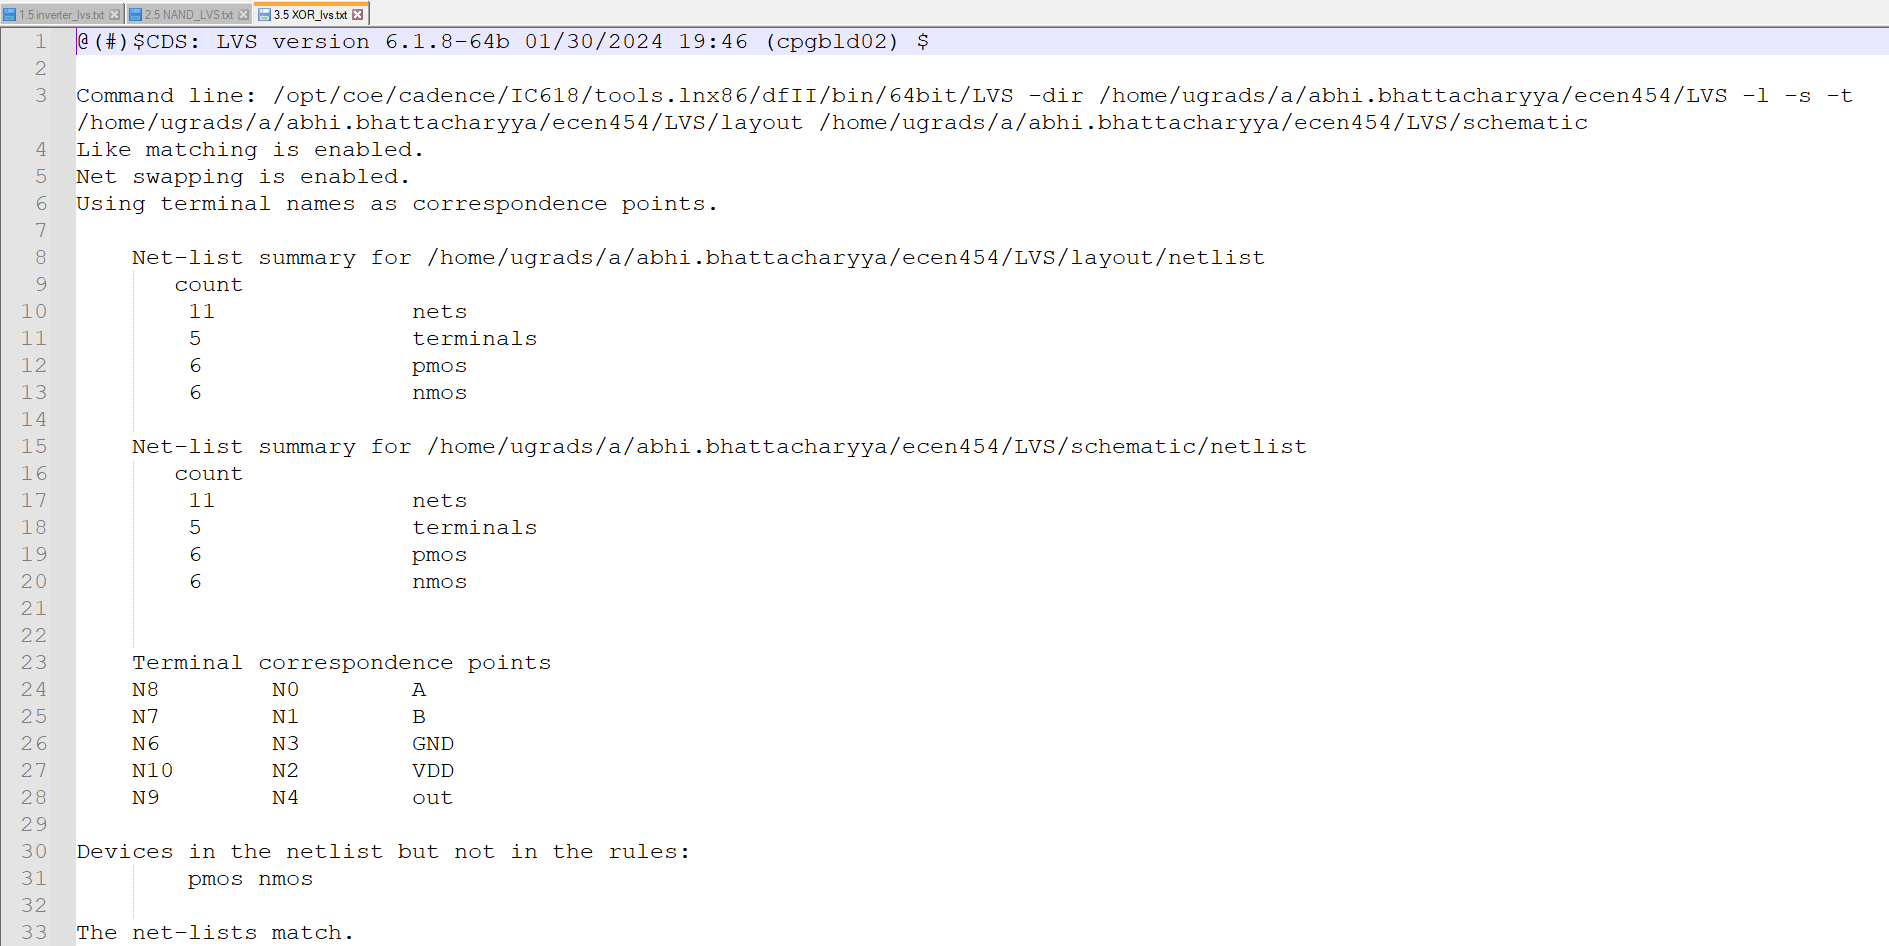 1.5 inverter_lvs.txt 2.5 NAND_LVS.txt 3.5 XOR_lvs.txt
1 @(#)$CDS: LVS version 6.1.8-64b 01/30/2024 19:46 (cpgbld02) $
2
3 Command line: /opt/coe/cadence/IC618/tools.lnx86/dfII/bin/64bit/LVS -dir /home/ugrads/a/abhi.bhattacharyya/ecen454/LVS -l -s -t
/home/ugrads/a/abhi.bhattacharyya/ecen454/LVS/layout /home/ugrads/a/abhi.bhattacharyya/ecen454/LVS/schematic
4 Like matching is enabled.
5 Net swapping is enabled.
6 Using terminal names as correspondence points.
7
8 Net-list summary for /home/ugrads/a/abhi.bhattacharyya/ecen454/LVS/layout/netlist
9 count
10 11 nets
11 5 terminals
12 6 pmos
13 6 nmos
14
15 Net-list summary for /home/ugrads/a/abhi.bhattacharyya/ecen454/LVS/schematic/netlist
16 count
17 11 nets
18 5 terminals
19 6 pmos
20 6 nmos
21
22
23 Terminal correspondence points
24 N8 N0 A
25 N7 N1 B
26 N6 N3 GND
27 N10 N2 VDD
28 N9 N4 out
29
30 Devices in the netlist but not in the rules:
31 pmos nmos
32
33 The net-lists match.